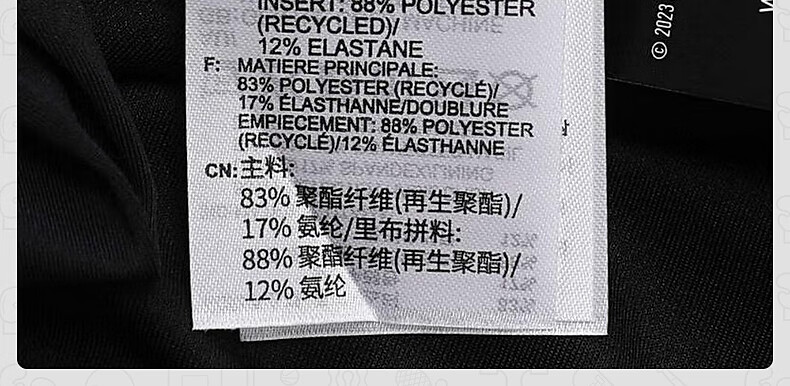 INSERT: 88% POLYESTER
(RECYCLED)/
12% ELASTANE
F: MATIERE PRINCIPALE:
83% POLYESTER (RECYCLÉ)/
17% ÉLASTHANNE/DOUBLURE
EMPIECEMENT: 88% POLYESTER
(RECYCLÉ)/12% ÉLASTHANNE
CN: 主料:
83% 聚酯纤维(再生聚酯)/
17% 氨纶/里布拼料:
88% 聚酯纤维(再生聚酯)/
12% 氨纶
© 2023